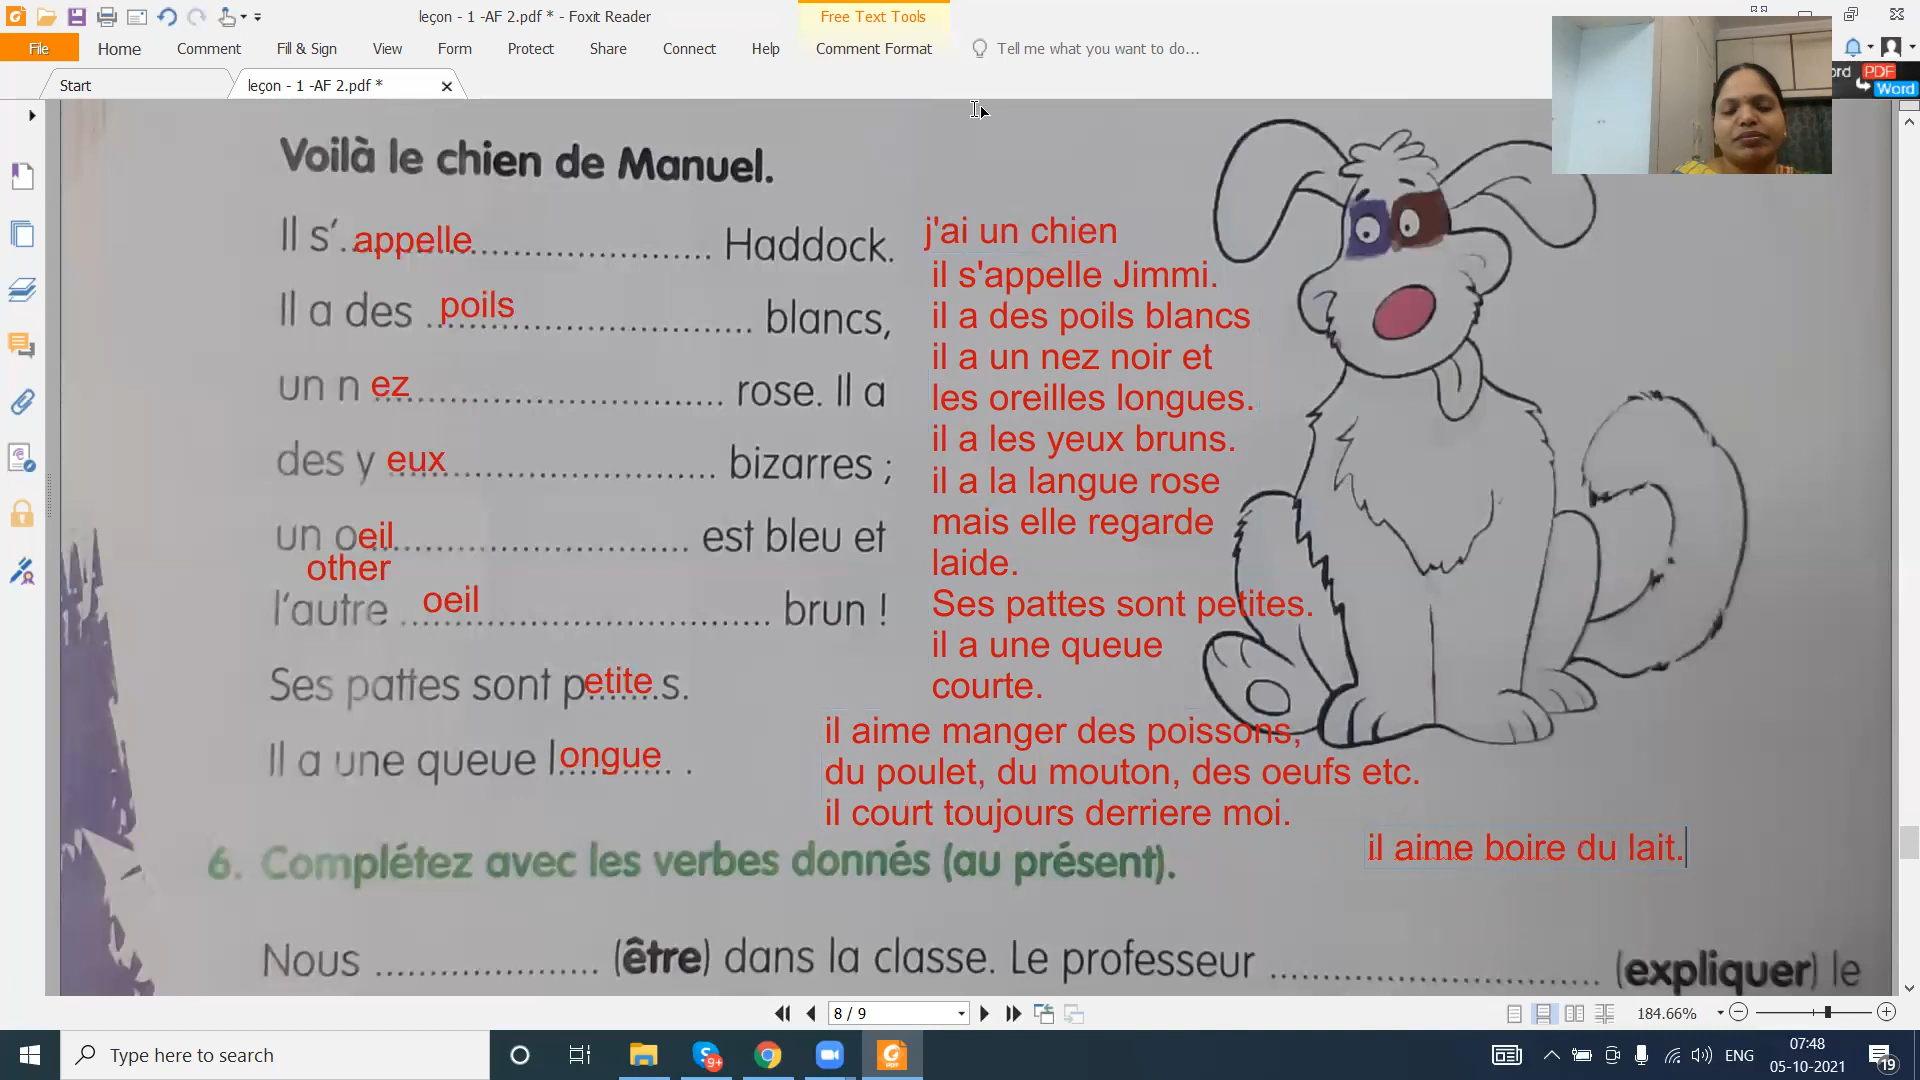 leçon - 1 -AF 2.pdf * - Foxit Reader
Free Text Tools
File Home Comment Fill & Sign View Form Protect Share Connect Help Comment Format Tell me what you want to do...
Start leçon - 1 -AF 2.pdf *
ord PDF
Word
Voilà le chien de Manuel.
Il s'.appelle................ Haddock.
Il a des ..poils................ blancs,
un n ez................ rose. Il a
des y eux................ bizarres ;
un oeil................ est bleu et
other
l'autre ....oeil................ brun !
Ses pattes sont petite.s.
Il a une queue longue. .
j'ai un chien
il s'appelle Jimmi.
il a des poils blancs
il a un nez noir et
les oreilles longues.
il a les yeux bruns.
il a la langue rose
mais elle regarde
laide.
Ses pattes sont petites.
il a une queue
courte.
il aime manger des poissons,
du poulet, du mouton, des oeufs etc.
il court toujours derriere moi.
il aime boire du lait.
6. Complétez avec les verbes donnés (au présent).
Nous .................... (être) dans la classe. Le professeur .............................. (expliquer) le
8 / 9
184.66%
Type here to search
9+
ENG
07:48
05-10-2021
19